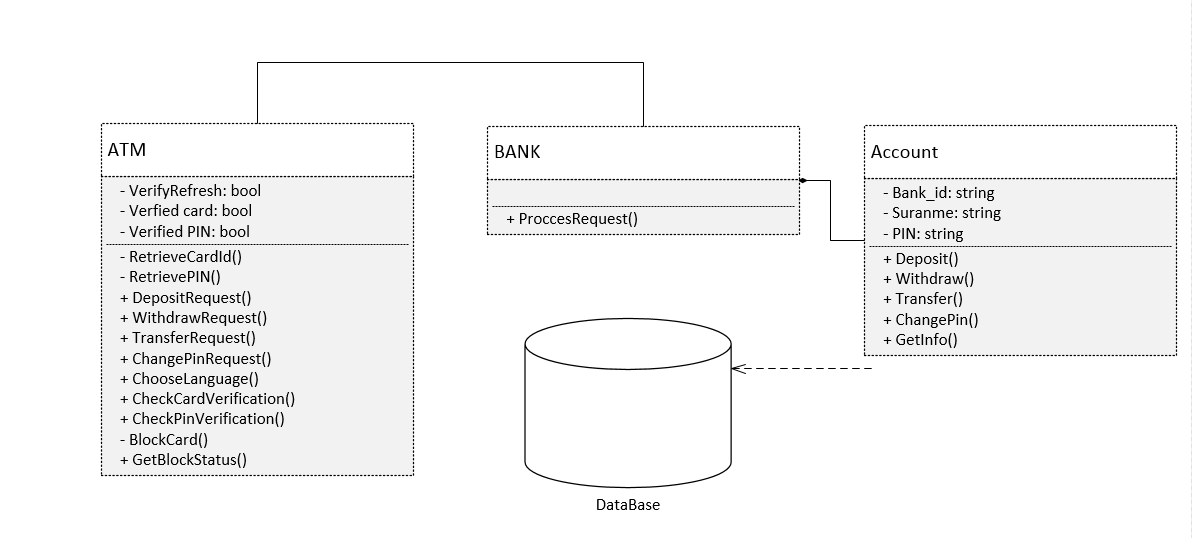 ATM
- VerifyRefresh: bool
- Verfied card: bool
- Verified PIN: bool
- RetrieveCardId()
- RetrievePIN()
+ DepositRequest()
+ WithdrawRequest()
+ TransferRequest()
+ ChangePinRequest()
+ ChooseLanguage()
+ CheckCardVerification()
+ CheckPinVerification()
- BlockCard()
+ GetBlockStatus()
BANK
+ ProccesRequest()
Account
- Bank_id: string
- Suranme: string
- PIN: string
+ Deposit()
+ Withdraw()
+ Transfer()
+ ChangePin()
+ GetInfo()
DataBase